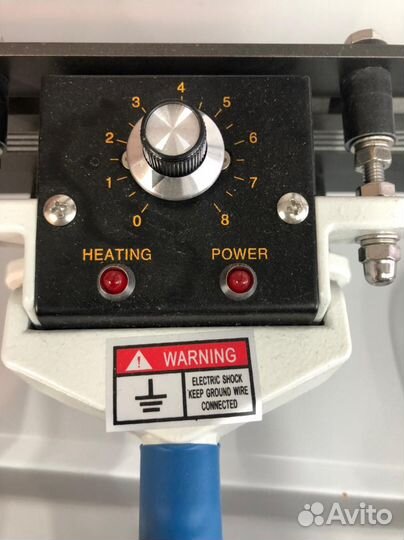 4
3 5
2 6
1 7
0 8
HEATING POWER
WARNING
ELECTRIC SHOCK
KEEP GROUND WIRE
CONNECTED
Avito